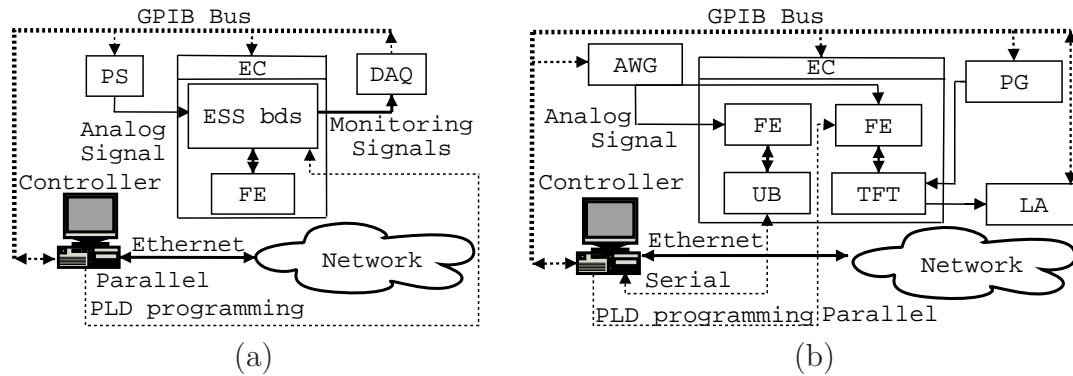 GPIB Bus
PS
EC
DAQ
ESS bds
Analog
Signal
Monitoring
Signals
FE
Controller
Ethernet
Network
Parallel
PLD programming
(a)
GPIB Bus
AWG
EC
PG
Analog
Signal
FE
FE
Controller
UB
TFT
LA
Ethernet
Network
Serial
PLD programming
Parallel
(b)